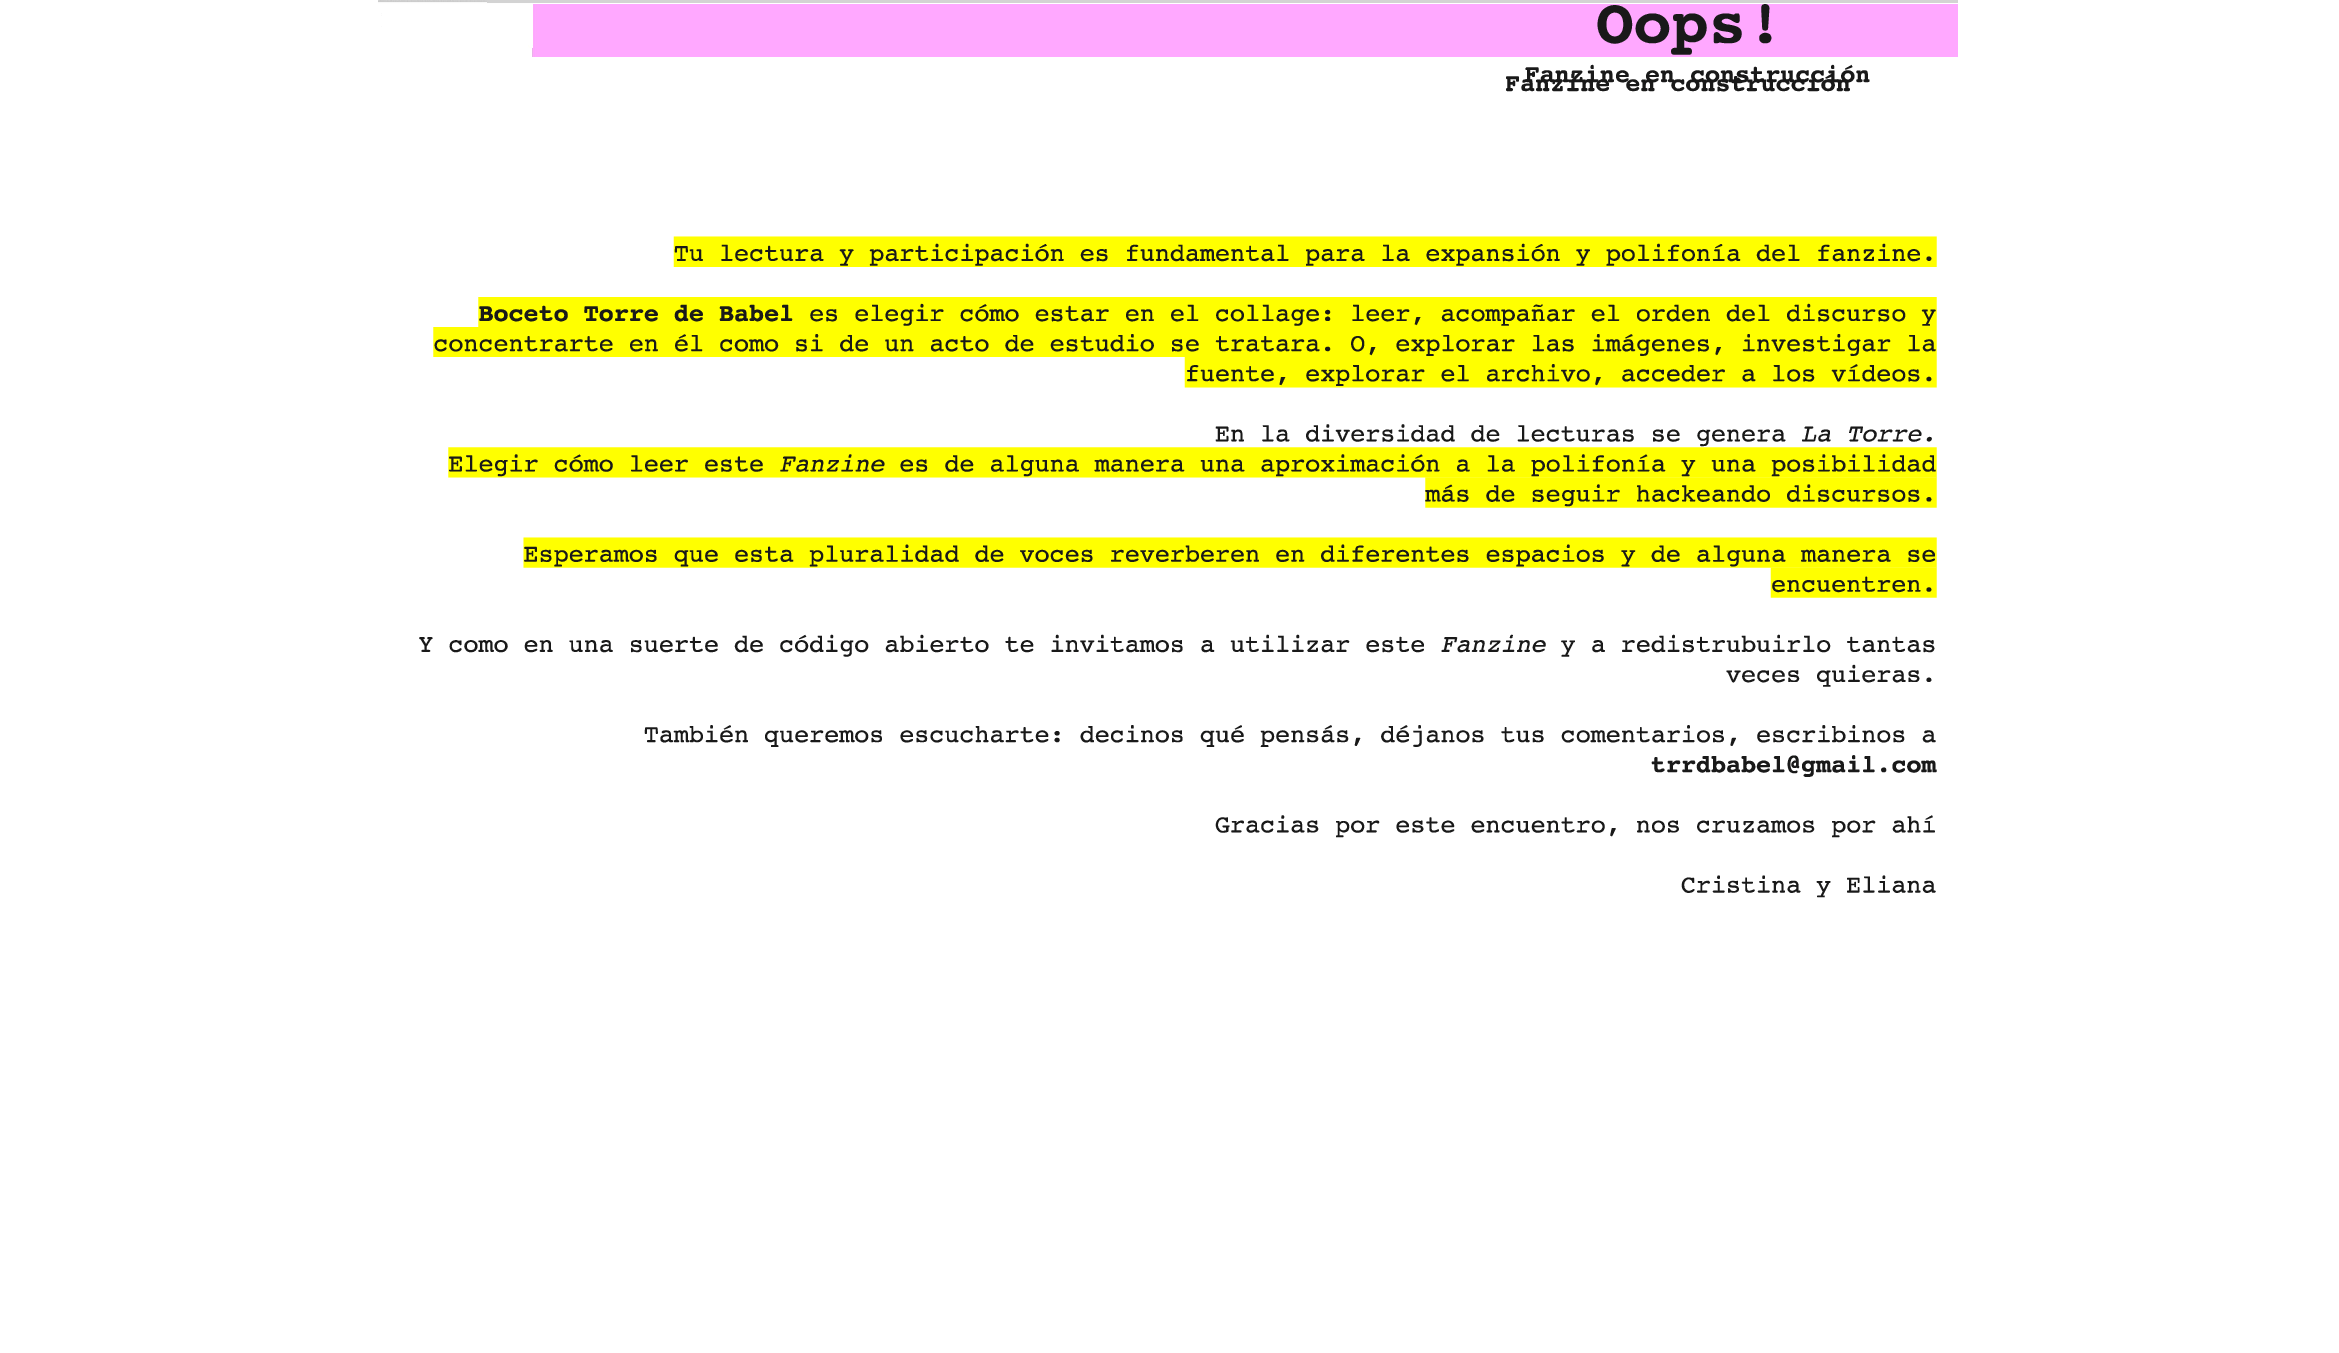 Oops!
Fanzine en construcción
Fanzine en construcción
Tu lectura y participación es fundamental para la expansión y polifonía del fanzine.
Boceto Torre de Babel es elegir cómo estar en el collage: leer, acompañar el orden del discurso y
concentrarte en él como si de un acto de estudio se tratara. O, explorar las imágenes, investigar la
fuente, explorar el archivo, acceder a los vídeos.
En la diversidad de lecturas se genera La Torre.
Elegir cómo leer este Fanzine es de alguna manera una aproximación a la polifonía y una posibilidad
más de seguir hackeando discursos.
Esperamos que esta pluralidad de voces reverberen en diferentes espacios y de alguna manera se
encuentren.
Y como en una suerte de código abierto te invitamos a utilizar este Fanzine y a redistrubuirlo tantas
veces quieras.
También queremos escucharte: decinos qué pensás, déjanos tus comentarios, escribinos a
trrdbabel@gmail.com
Gracias por este encuentro, nos cruzamos por ahí
Cristina y Eliana